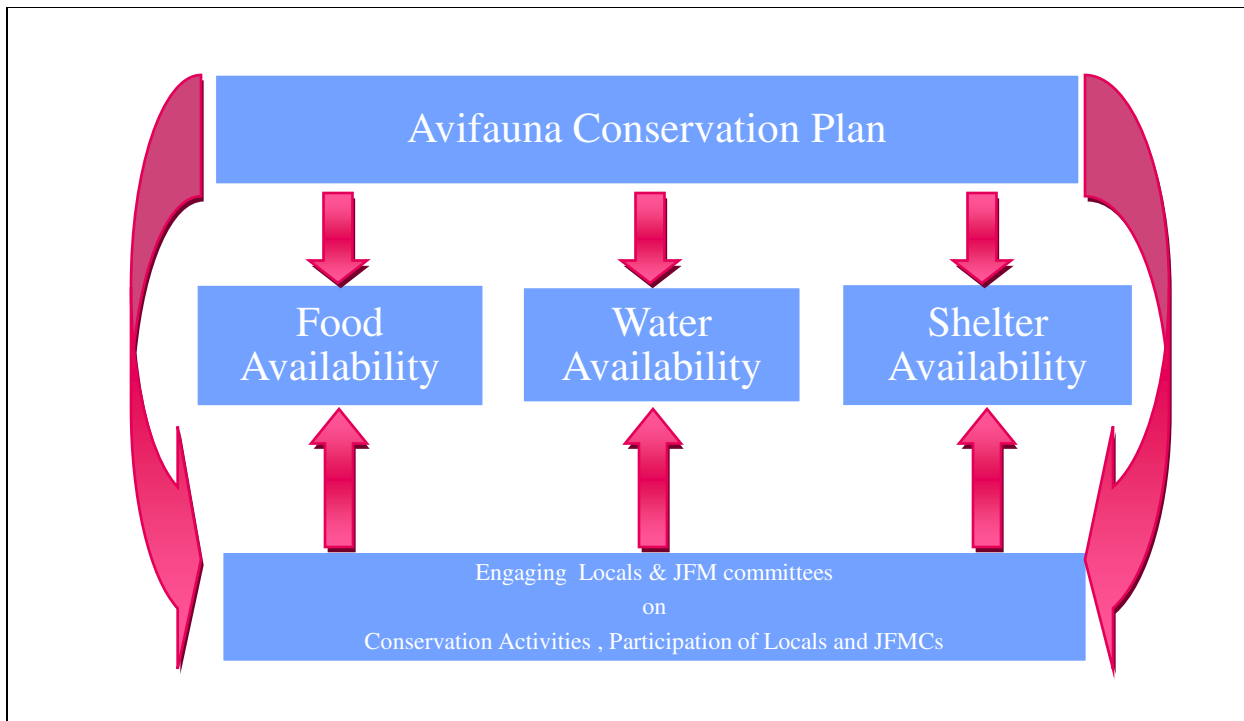 Avifauna Conservation Plan
Food
Availability
Water
Availability
Shelter
Availability
Engaging Locals & JFM committees
on
Conservation Activities , Participation of Locals and JFMCs